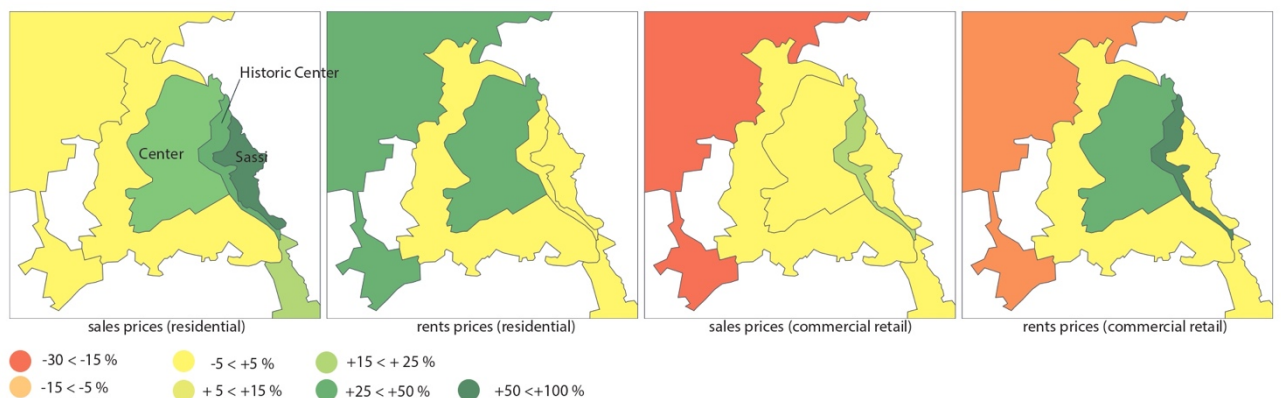 Historic Center
Center
Sassi
sales prices (residential)
rents prices (residential)
sales prices (commercial retail)
rents prices (commercial retail)
-30 < -15 %
-5 < +5 %
+15 < + 25 %
-15 < -5 %
+ 5 < +15 %
+25 < +50 %
+50 <+100 %